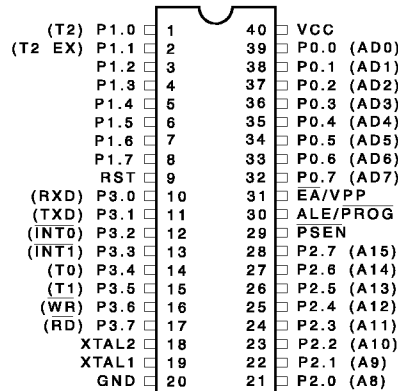 (T2) P1.0 1 40 VCC
(T2 EX) P1.1 2 39 P0.0 (AD0)
P1.2 3 38 P0.1 (AD1)
P1.3 4 37 P0.2 (AD2)
P1.4 5 36 P0.3 (AD3)
P1.5 6 35 P0.4 (AD4)
P1.6 7 34 P0.5 (AD5)
P1.7 8 33 P0.6 (AD6)
RST 9 32 P0.7 (AD7)
(RXD) P3.0 10 31 EA/VPP
(TXD) P3.1 11 30 ALE/PROG
(INT0) P3.2 12 29 PSEN
(INT1) P3.3 13 28 P2.7 (A15)
(T0) P3.4 14 27 P2.6 (A14)
(T1) P3.5 15 26 P2.5 (A13)
(WR) P3.6 16 25 P2.4 (A12)
(RD) P3.7 17 24 P2.3 (A11)
XTAL2 18 23 P2.2 (A10)
XTAL1 19 22 P2.1 (A9)
GND 20 21 P2.0 (A8)